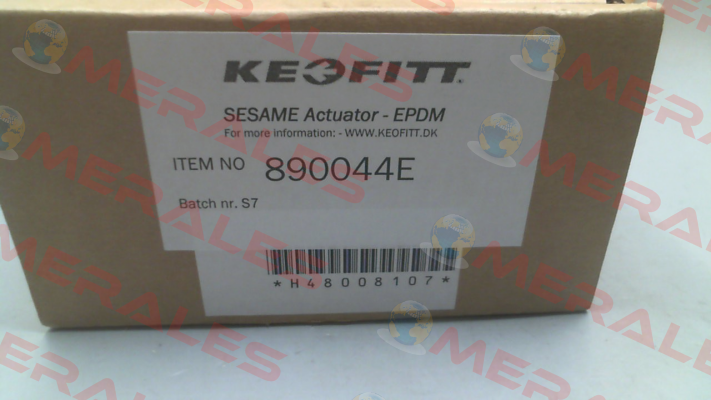 KEOFITT
SESAME Actuator - EPDM
For more information: - WWW.KEOFITT.DK
ITEM NO 890044E
Batch nr. S7
*H48008107*
MERALES
MERALES
MERALES
MERALES